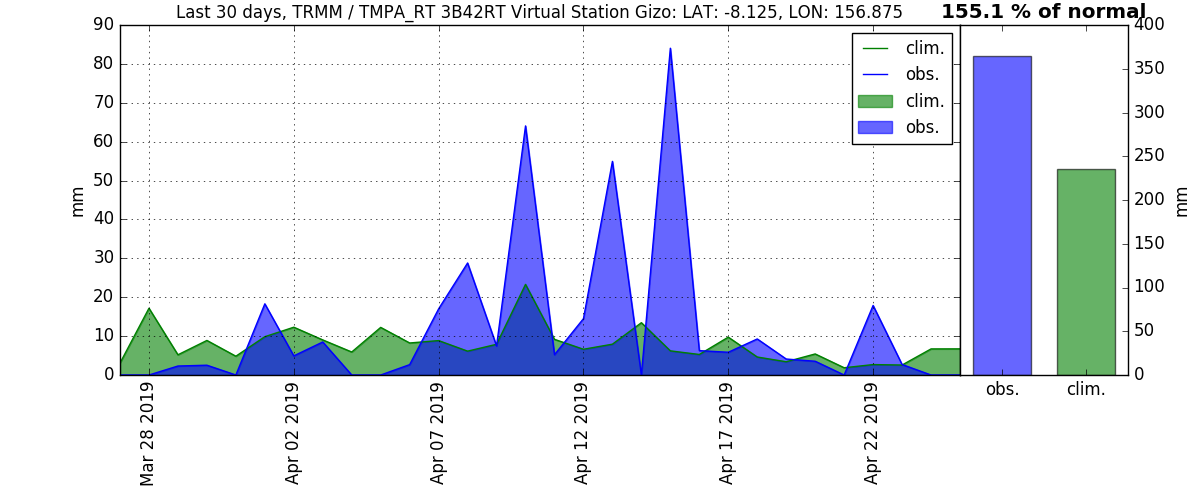 Last 30 days, TRMM / TMPA_RT 3B42RT Virtual Station Gizo: LAT: -8.125, LON: 156.875
155.1 % of normal
90
80
70
60
50
40
30
20
10
0
mm
clim.
obs.
clim.
obs.
Mar 28 2019
Apr 02 2019
Apr 07 2019
Apr 12 2019
Apr 17 2019
Apr 22 2019
400
350
300
250
200
150
100
50
0
mm
obs.
clim.